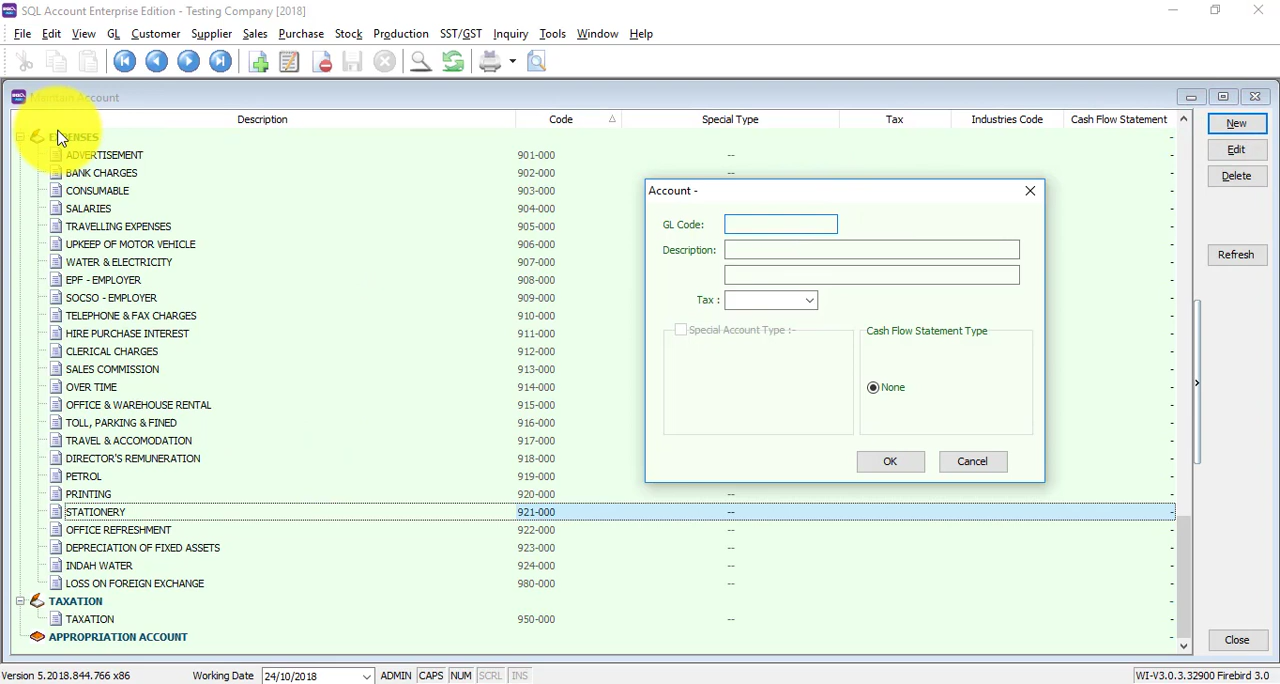 SQL Account Enterprise Edition - Testing Company [2018]
File Edit View GL Customer Supplier Sales Purchase Stock Production SST/GST Inquiry Tools Window Help
Maintain Account
Description Code Special Type Tax Industries Code Cash Flow Statement
EXPENSES -
ADVERTISEMENT 901-000 -- -
BANK CHARGES 902-000 -- -
CONSUMABLE 903-000 -
SALARIES 904-000 -
TRAVELLING EXPENSES 905-000 -
UPKEEP OF MOTOR VEHICLE 906-000 -
WATER & ELECTRICITY 907-000 -
EPF - EMPLOYER 908-000 -
SOCSO - EMPLOYER 909-000 -
TELEPHONE & FAX CHARGES 910-000 -
HIRE PURCHASE INTEREST 911-000 -
CLERICAL CHARGES 912-000 -
SALES COMMISSION 913-000 -
OVER TIME 914-000 -
OFFICE & WAREHOUSE RENTAL 915-000 -
TOLL, PARKING & FINED 916-000 -
TRAVEL & ACCOMODATION 917-000 -
DIRECTOR'S REMUNERATION 918-000 -
PETROL 919-000 -
PRINTING 920-000 -- -
STATIONERY 921-000 -- -
OFFICE REFRESHMENT 922-000 -- -
DEPRECIATION OF FIXED ASSETS 923-000 -- -
INDAH WATER 924-000 -- -
LOSS ON FOREIGN EXCHANGE 980-000 -- -
TAXATION -
TAXATION 950-000 -- -
APPROPRIATION ACCOUNT -
Account -
GL Code:
Description:
Tax :
Special Account Type :-
Cash Flow Statement Type
None
OK Cancel
New
Edit
Delete
Refresh
Close
Version 5.2018.844.766 x86 Working Date 24/10/2018 ADMIN CAPS NUM SCRL INS WI-V3.0.3.32900 Firebird 3.0